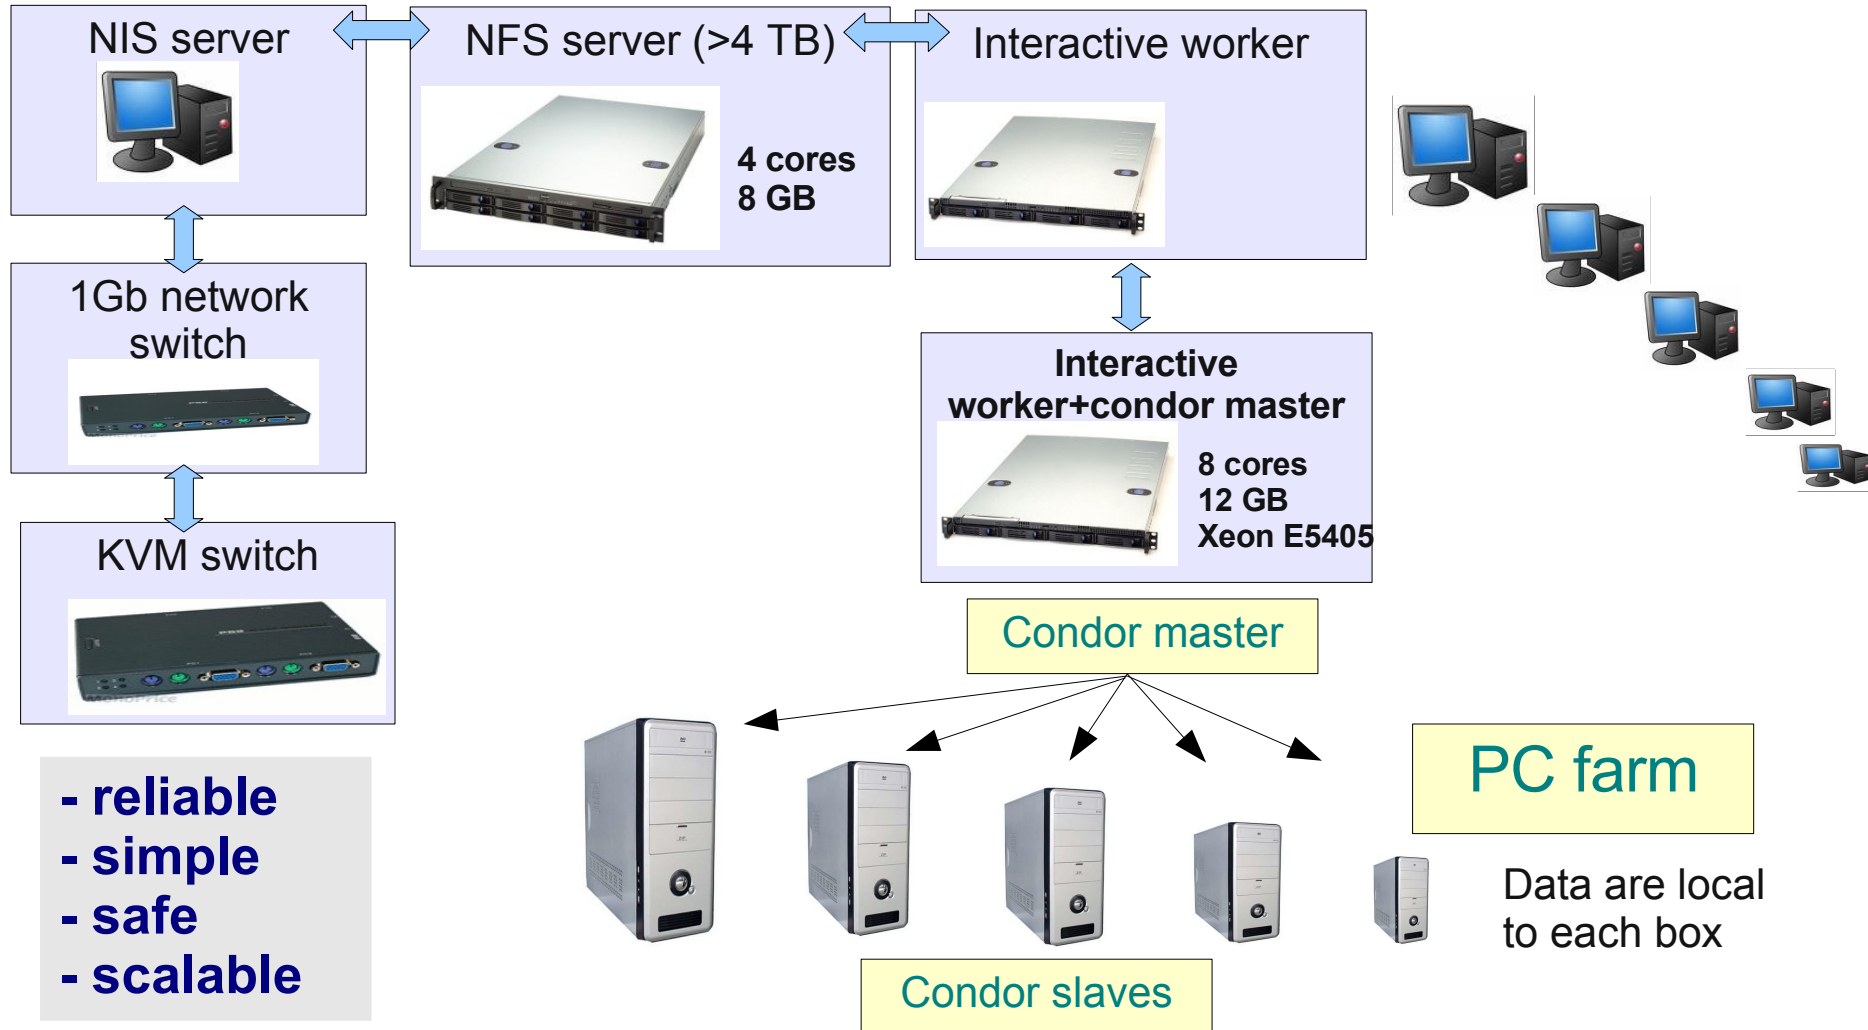 NIS server
NFS server (>4 TB)
Interactive worker
4 cores
8 GB
1Gb network
switch
Interactive
worker+condor master
8 cores
12 GB
Xeon E5405
KVM switch
MonoPrice
Condor master
PC farm
- reliable
- simple
- safe
- scalable
Data are local
to each box
Condor slaves